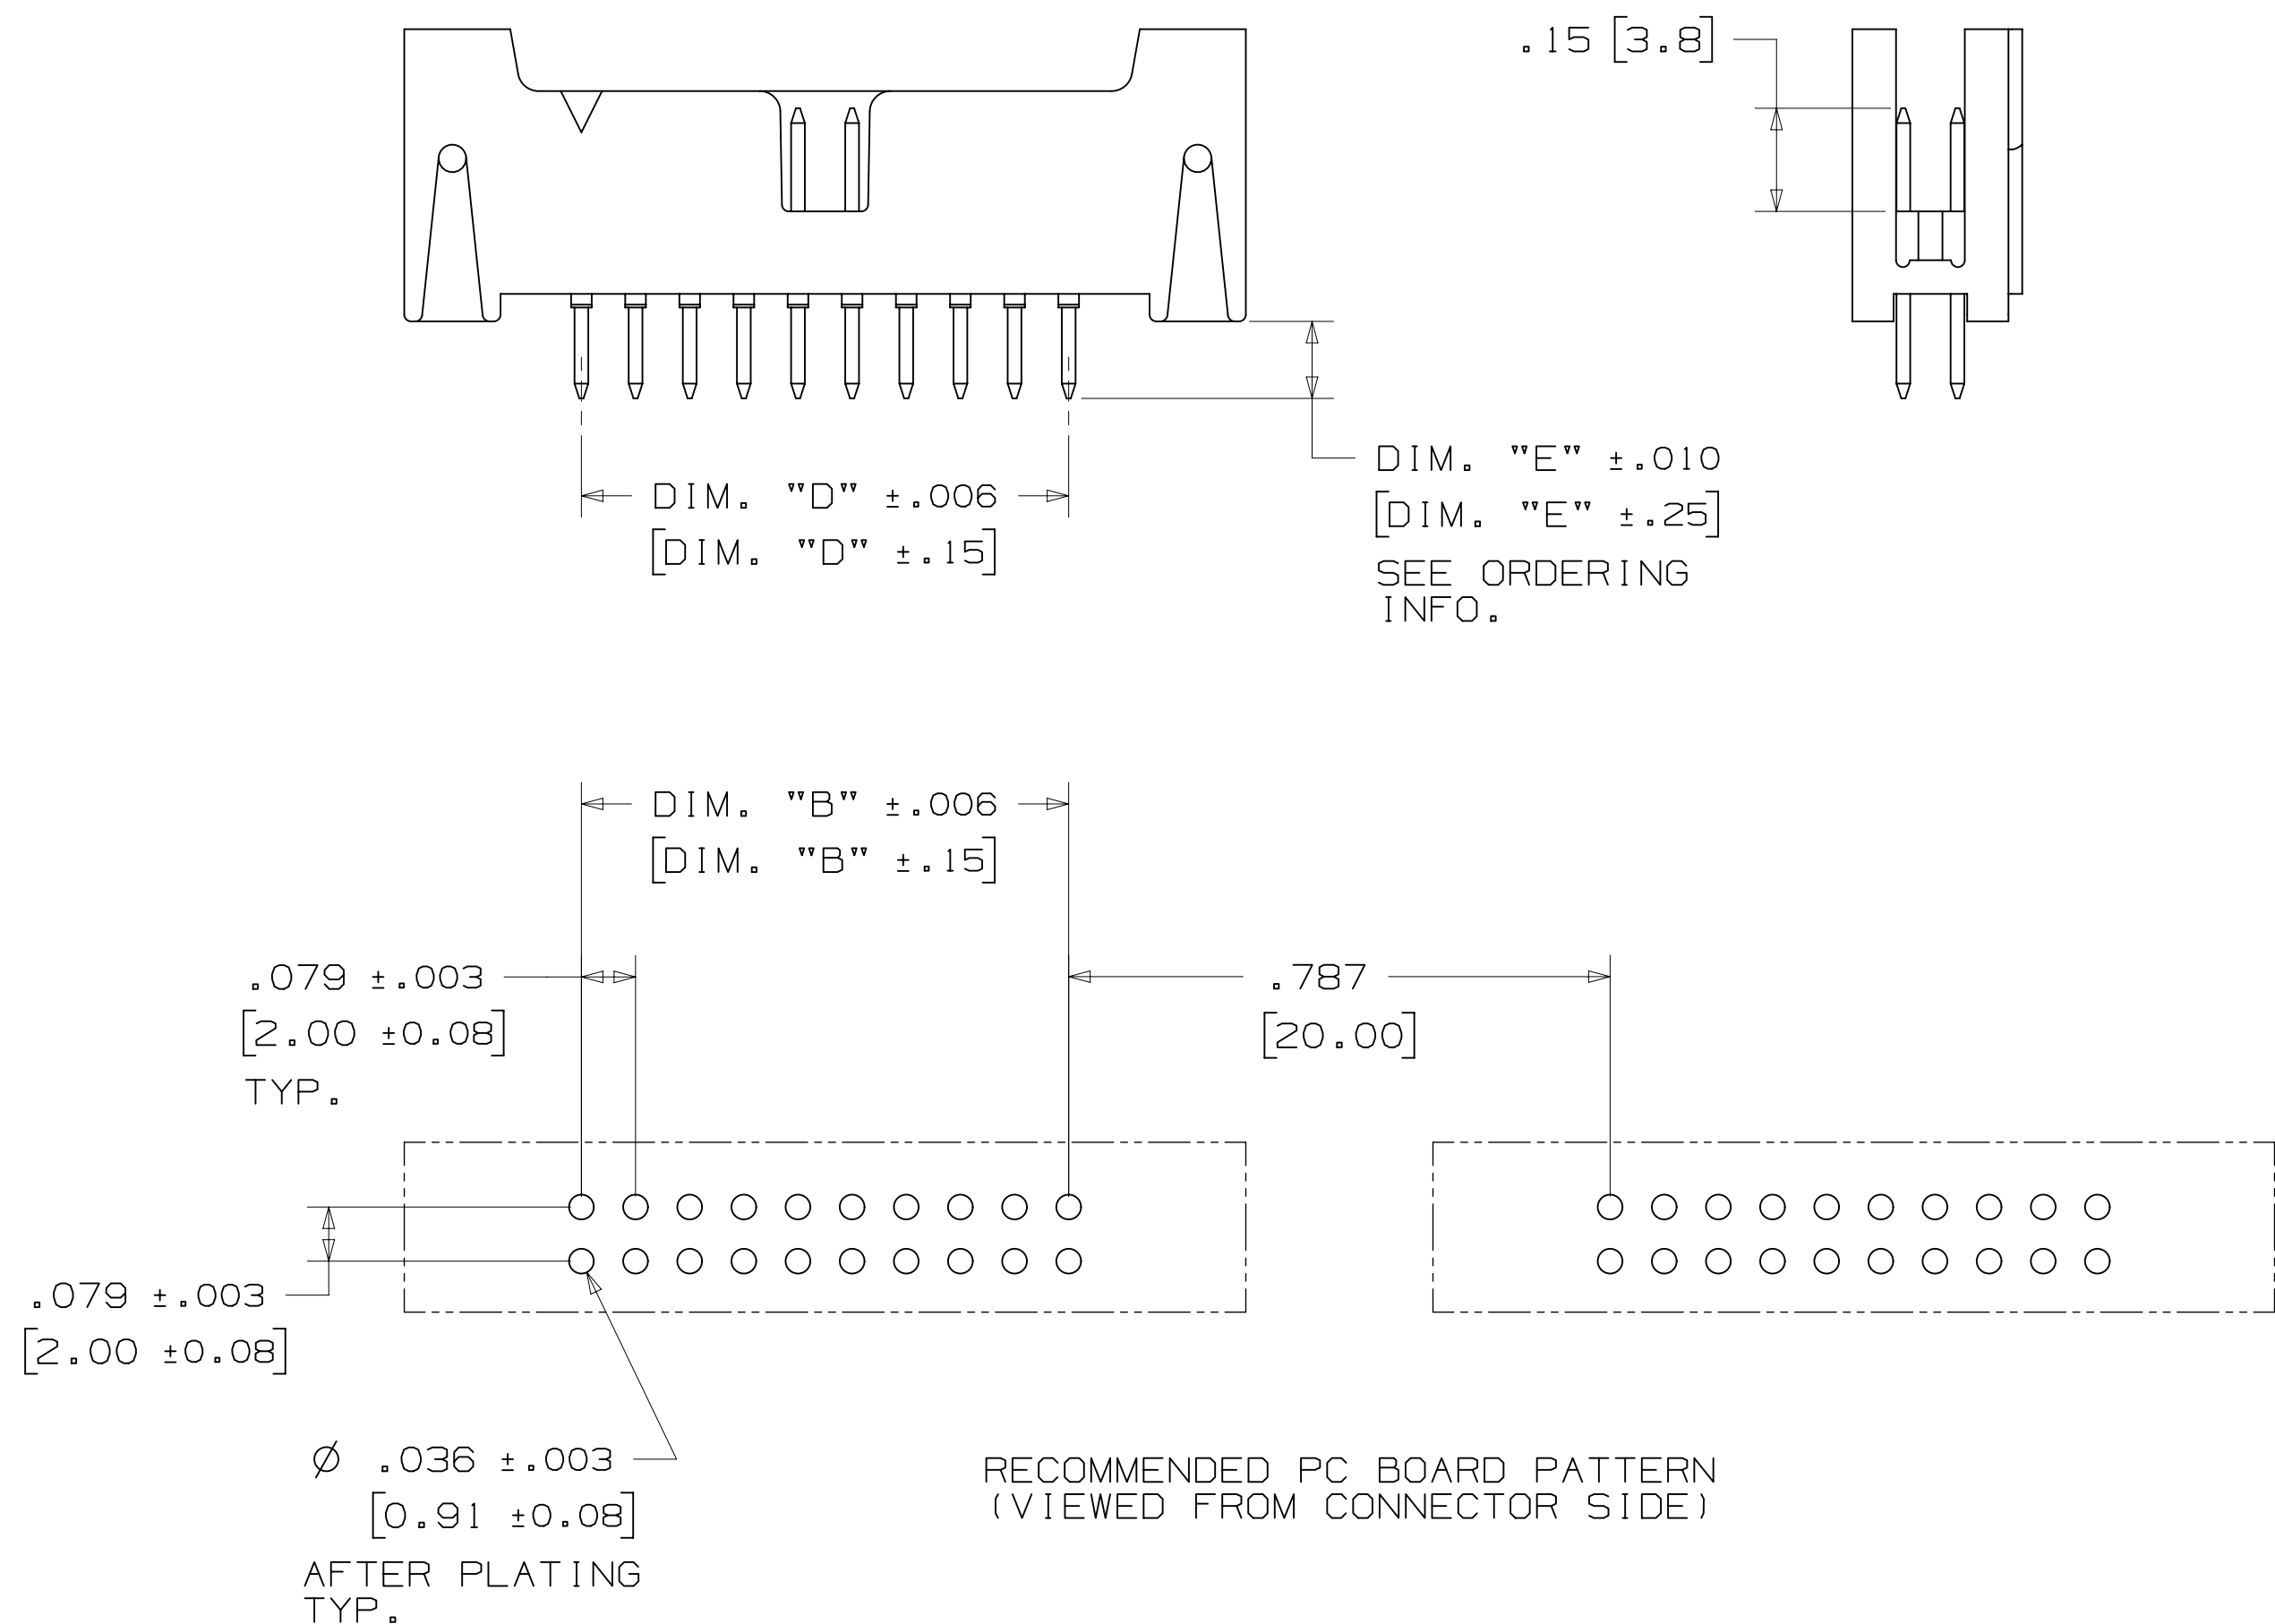 .15 [3.8]
DIM. "E" ±.010
[DIM. "E" ±.25]
SEE ORDERING
INFO.
DIM. "D" ±.006
[DIM. "D" ±.15]
DIM. "B" ±.006
[DIM. "B" ±.15]
.079 ±.003
[2.00 ±0.08]
TYP.
.787
[20.00]
.079 ±.003
[2.00 ±0.08]
Ø .036 ±.003
[0.91 ±0.08]
AFTER PLATING
TYP.
RECOMMENDED PC BOARD PATTERN
(VIEWED FROM CONNECTOR SIDE)